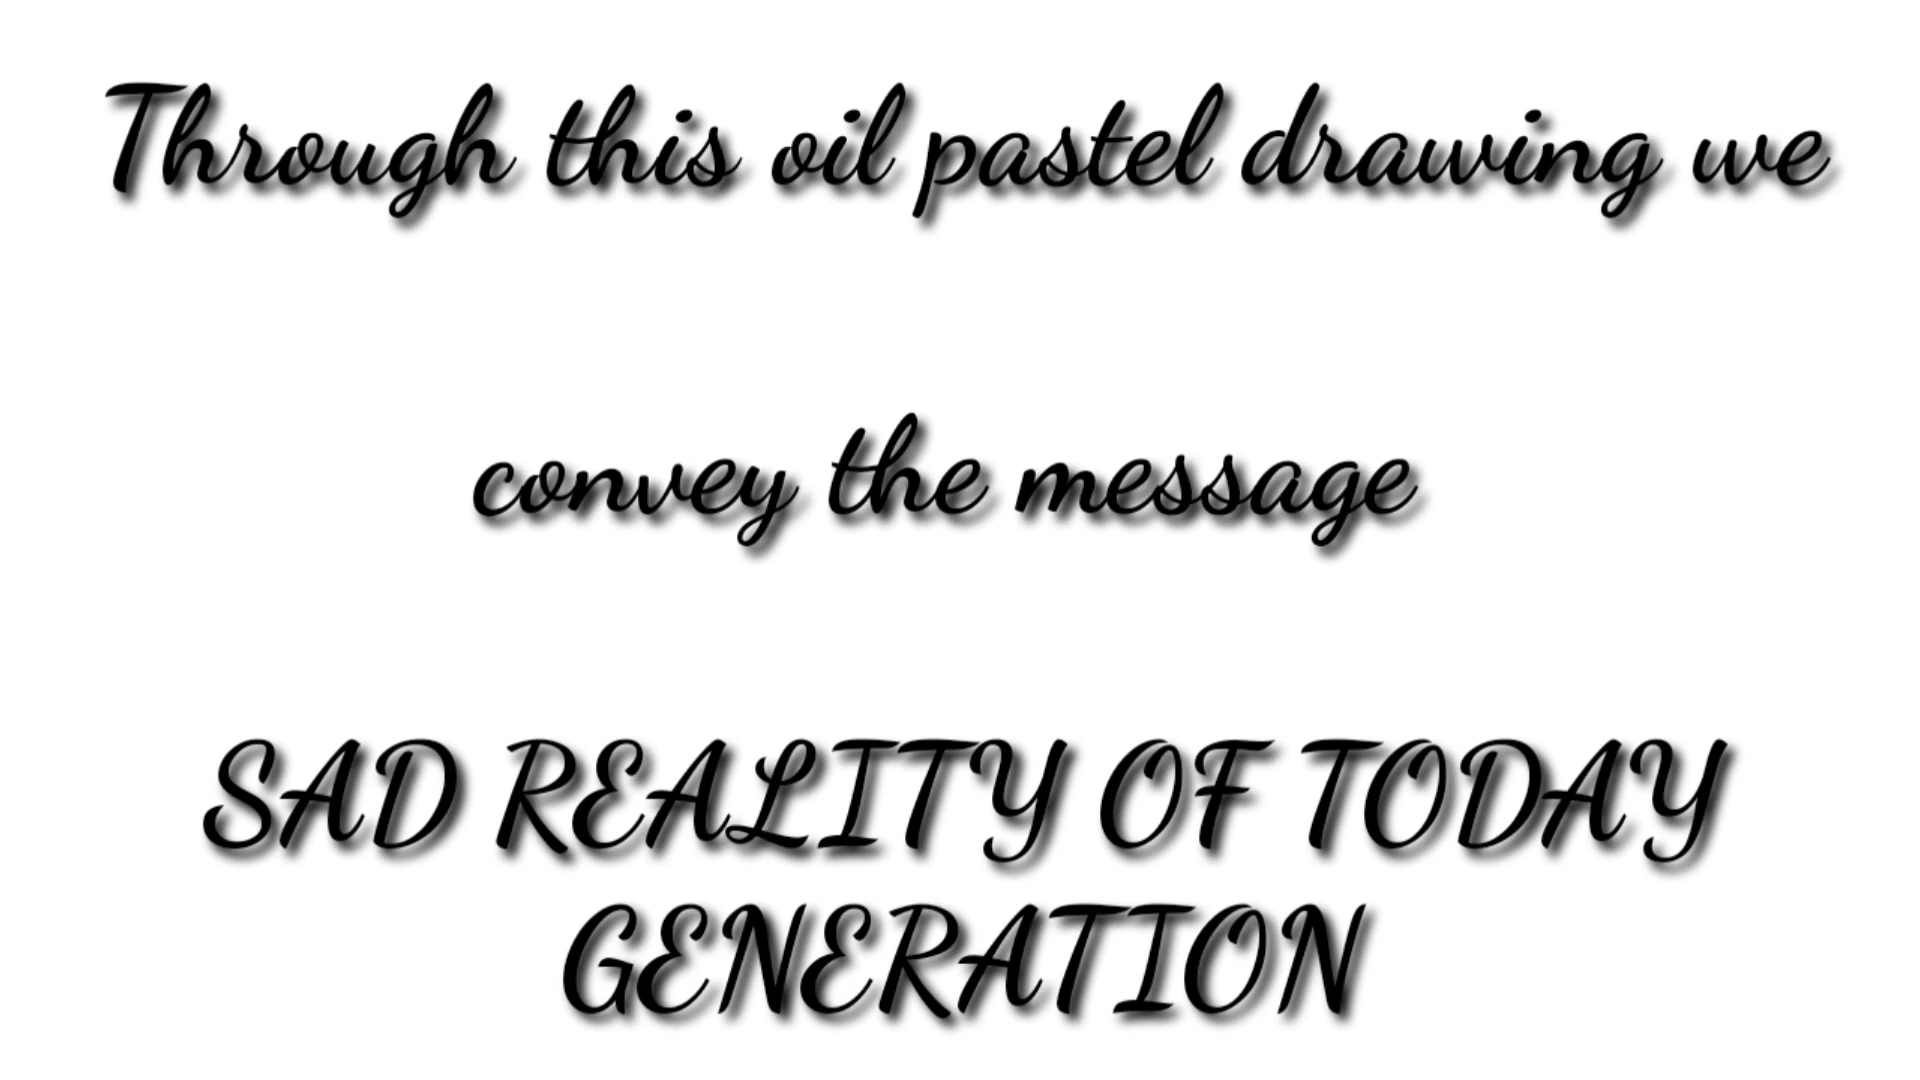 Through this oil pastel drawing we
convey the message
SAD REALITY OF TODAY
GENERATION